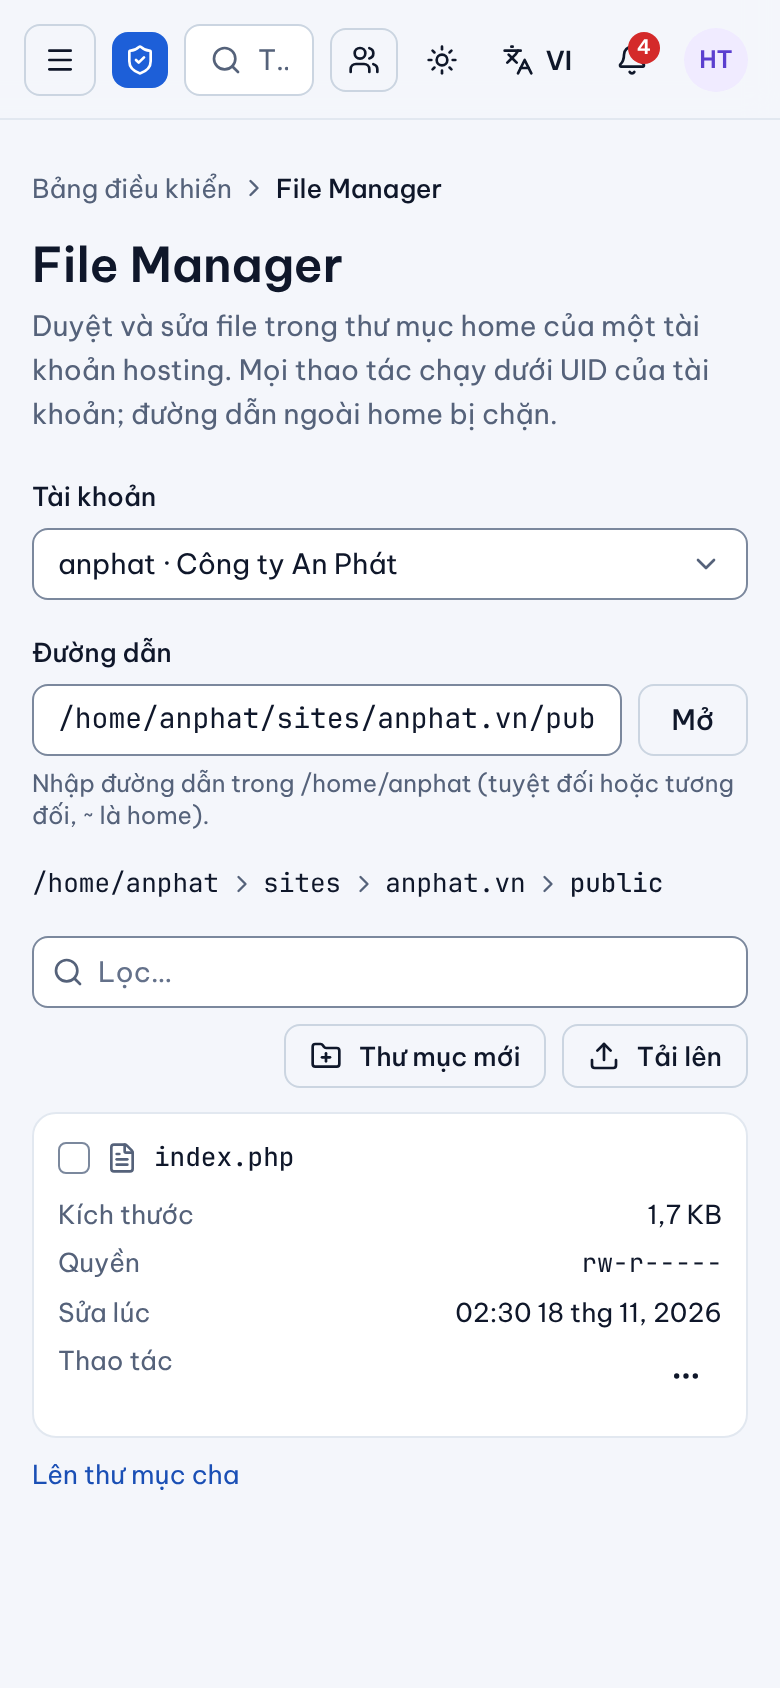 T..
VI
4
HT
Bảng điều khiển > File Manager
File Manager
Duyệt và sửa file trong thư mục home của một tài
khoản hosting. Mọi thao tác chạy dưới UID của tài
khoản; đường dẫn ngoài home bị chặn.
Tài khoản
anphat · Công ty An Phát
Đường dẫn
/home/anphat/sites/anphat.vn/pub
Mở
Nhập đường dẫn trong /home/anphat (tuyệt đối hoặc tương
đối, ~ là home).
/home/anphat > sites > anphat.vn > public
Lọc...
Thư mục mới
Tải lên
index.php
Kích thước 1,7 KB
Quyền rw-r-----
Sửa lúc 02:30 18 thg 11, 2026
Thao tác
Lên thư mục cha